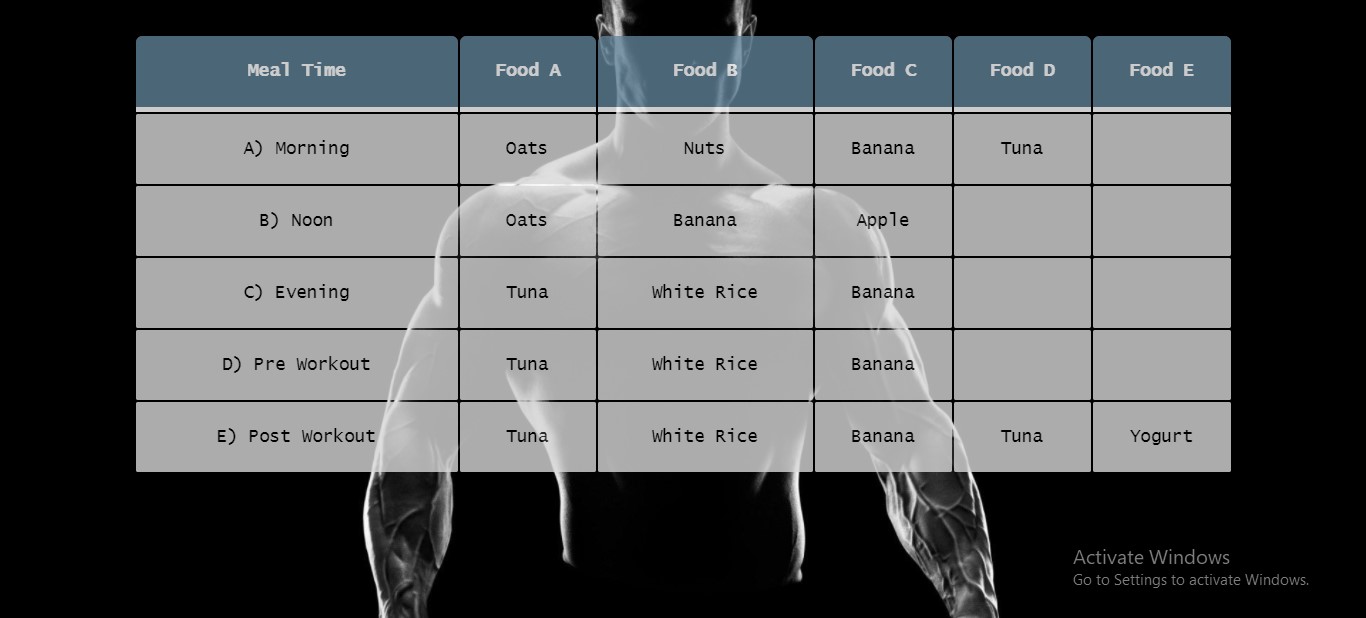 Meal Time Food A Food B Food C Food D Food E
A) Morning Oats Nuts Banana Tuna
B) Noon Oats Banana Apple
C) Evening Tuna White Rice Banana
D) Pre Workout Tuna White Rice Banana
E) Post Workout Tuna White Rice Banana Tuna Yogurt
Activate Windows
Go to Settings to activate Windows.